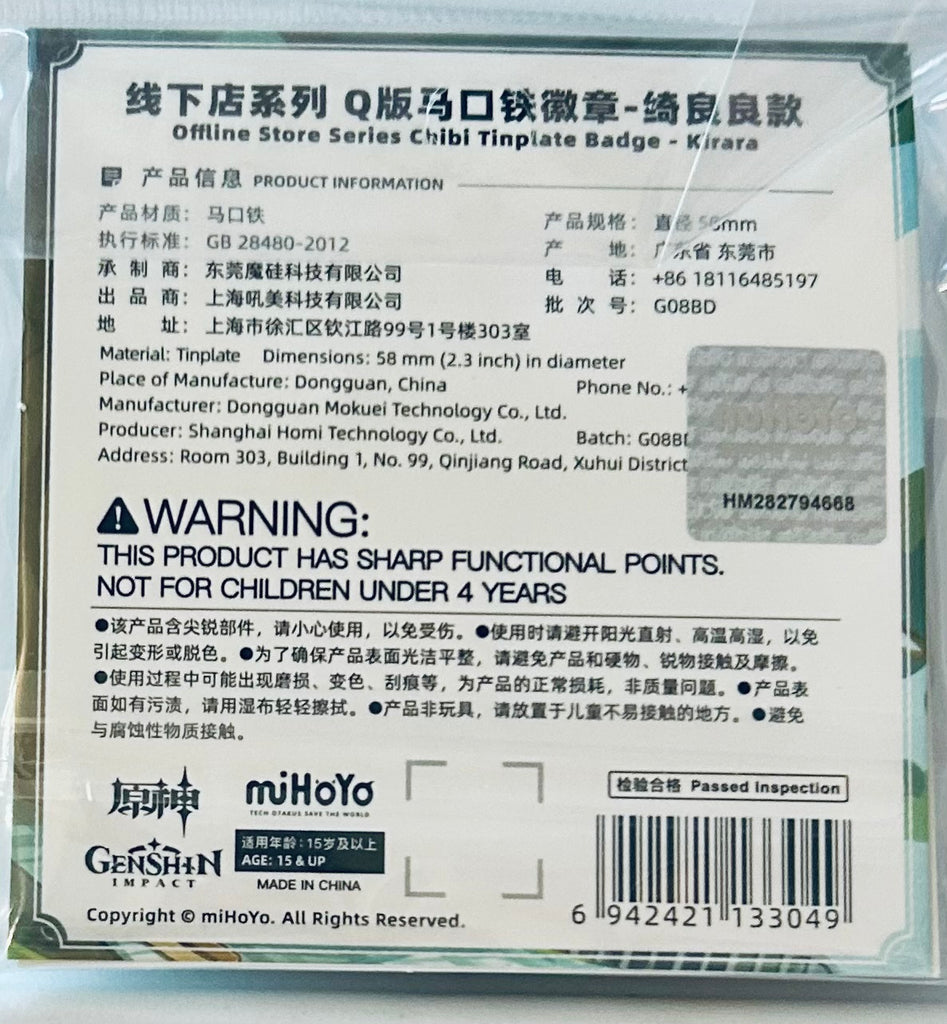 线下店系列 Q版马口铁徽章-绮良良款
Offline Store Series Chibi Tinplate Badge - Kirara
产品信息 PRODUCT INFORMATION
产品材质：马口铁 产品规格：直径 58mm
执行标准：GB 28480-2012 产 地：广东省 东莞市
承 制 商：东莞魔硅科技有限公司 电 话：+86 18116485197
出 品 商：上海吼美科技有限公司 批 次 号：G08BD
地 址：上海市徐汇区钦江路99号1号楼303室
Material: Tinplate Dimensions: 58 mm (2.3 inch) in diameter
Place of Manufacture: Dongguan, China Phone No.: +
Manufacturer: Dongguan Mokuei Technology Co., Ltd.
Producer: Shanghai Homi Technology Co., Ltd. Batch: G08B
Address: Room 303, Building 1, No. 99, Qinjiang Road, Xuhui District
miHoYo
HM282794668
WARNING:
THIS PRODUCT HAS SHARP FUNCTIONAL POINTS.
NOT FOR CHILDREN UNDER 4 YEARS
●该产品含尖锐部件，请小心使用，以免受伤。●使用时请避开阳光直射、高温高湿，以免
引起变形或脱色。●为了确保产品表面光洁平整，请避免产品和硬物、锐物接触及摩擦。
●使用过程中可能出现磨损、变色、刮痕等，为产品的正常损耗，非质量问题。●产品表
面如有污渍，请用湿布轻轻擦拭。●产品非玩具，请放置于儿童不易接触的地方。●避免
与腐蚀性物质接触。
原神
GENSHIN
IMPACT
miHoYo
TECH OTAKUS SAVE THE WORLD
适用年龄：15岁及以上
AGE: 15 & UP
MADE IN CHINA
检验合格 Passed Inspection
6 942421 133049
Copyright © miHoYo. All Rights Reserved.